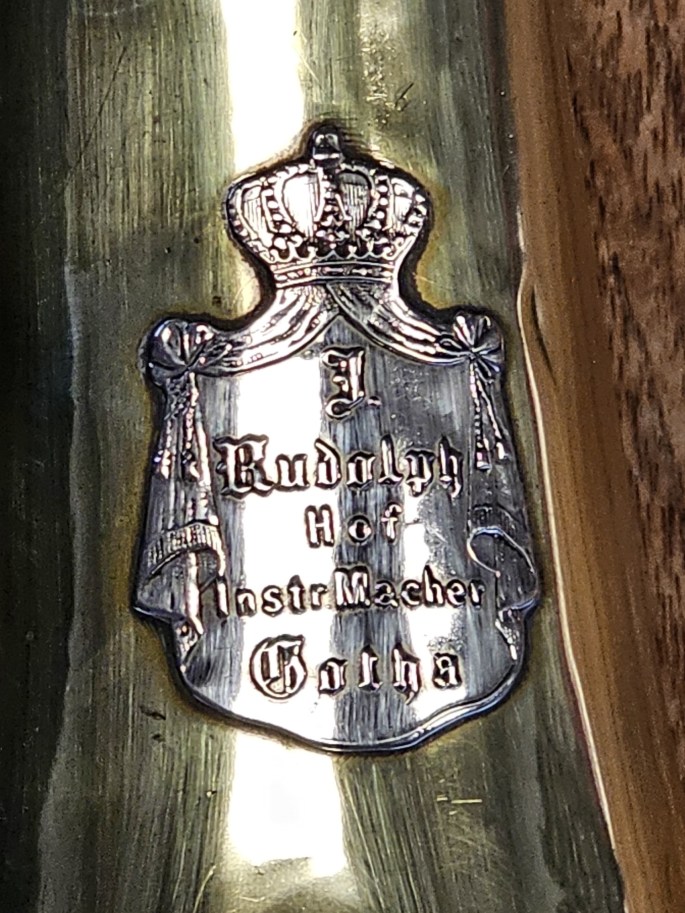 J.
Rudolph
Hof
InstrMacher
Gotha